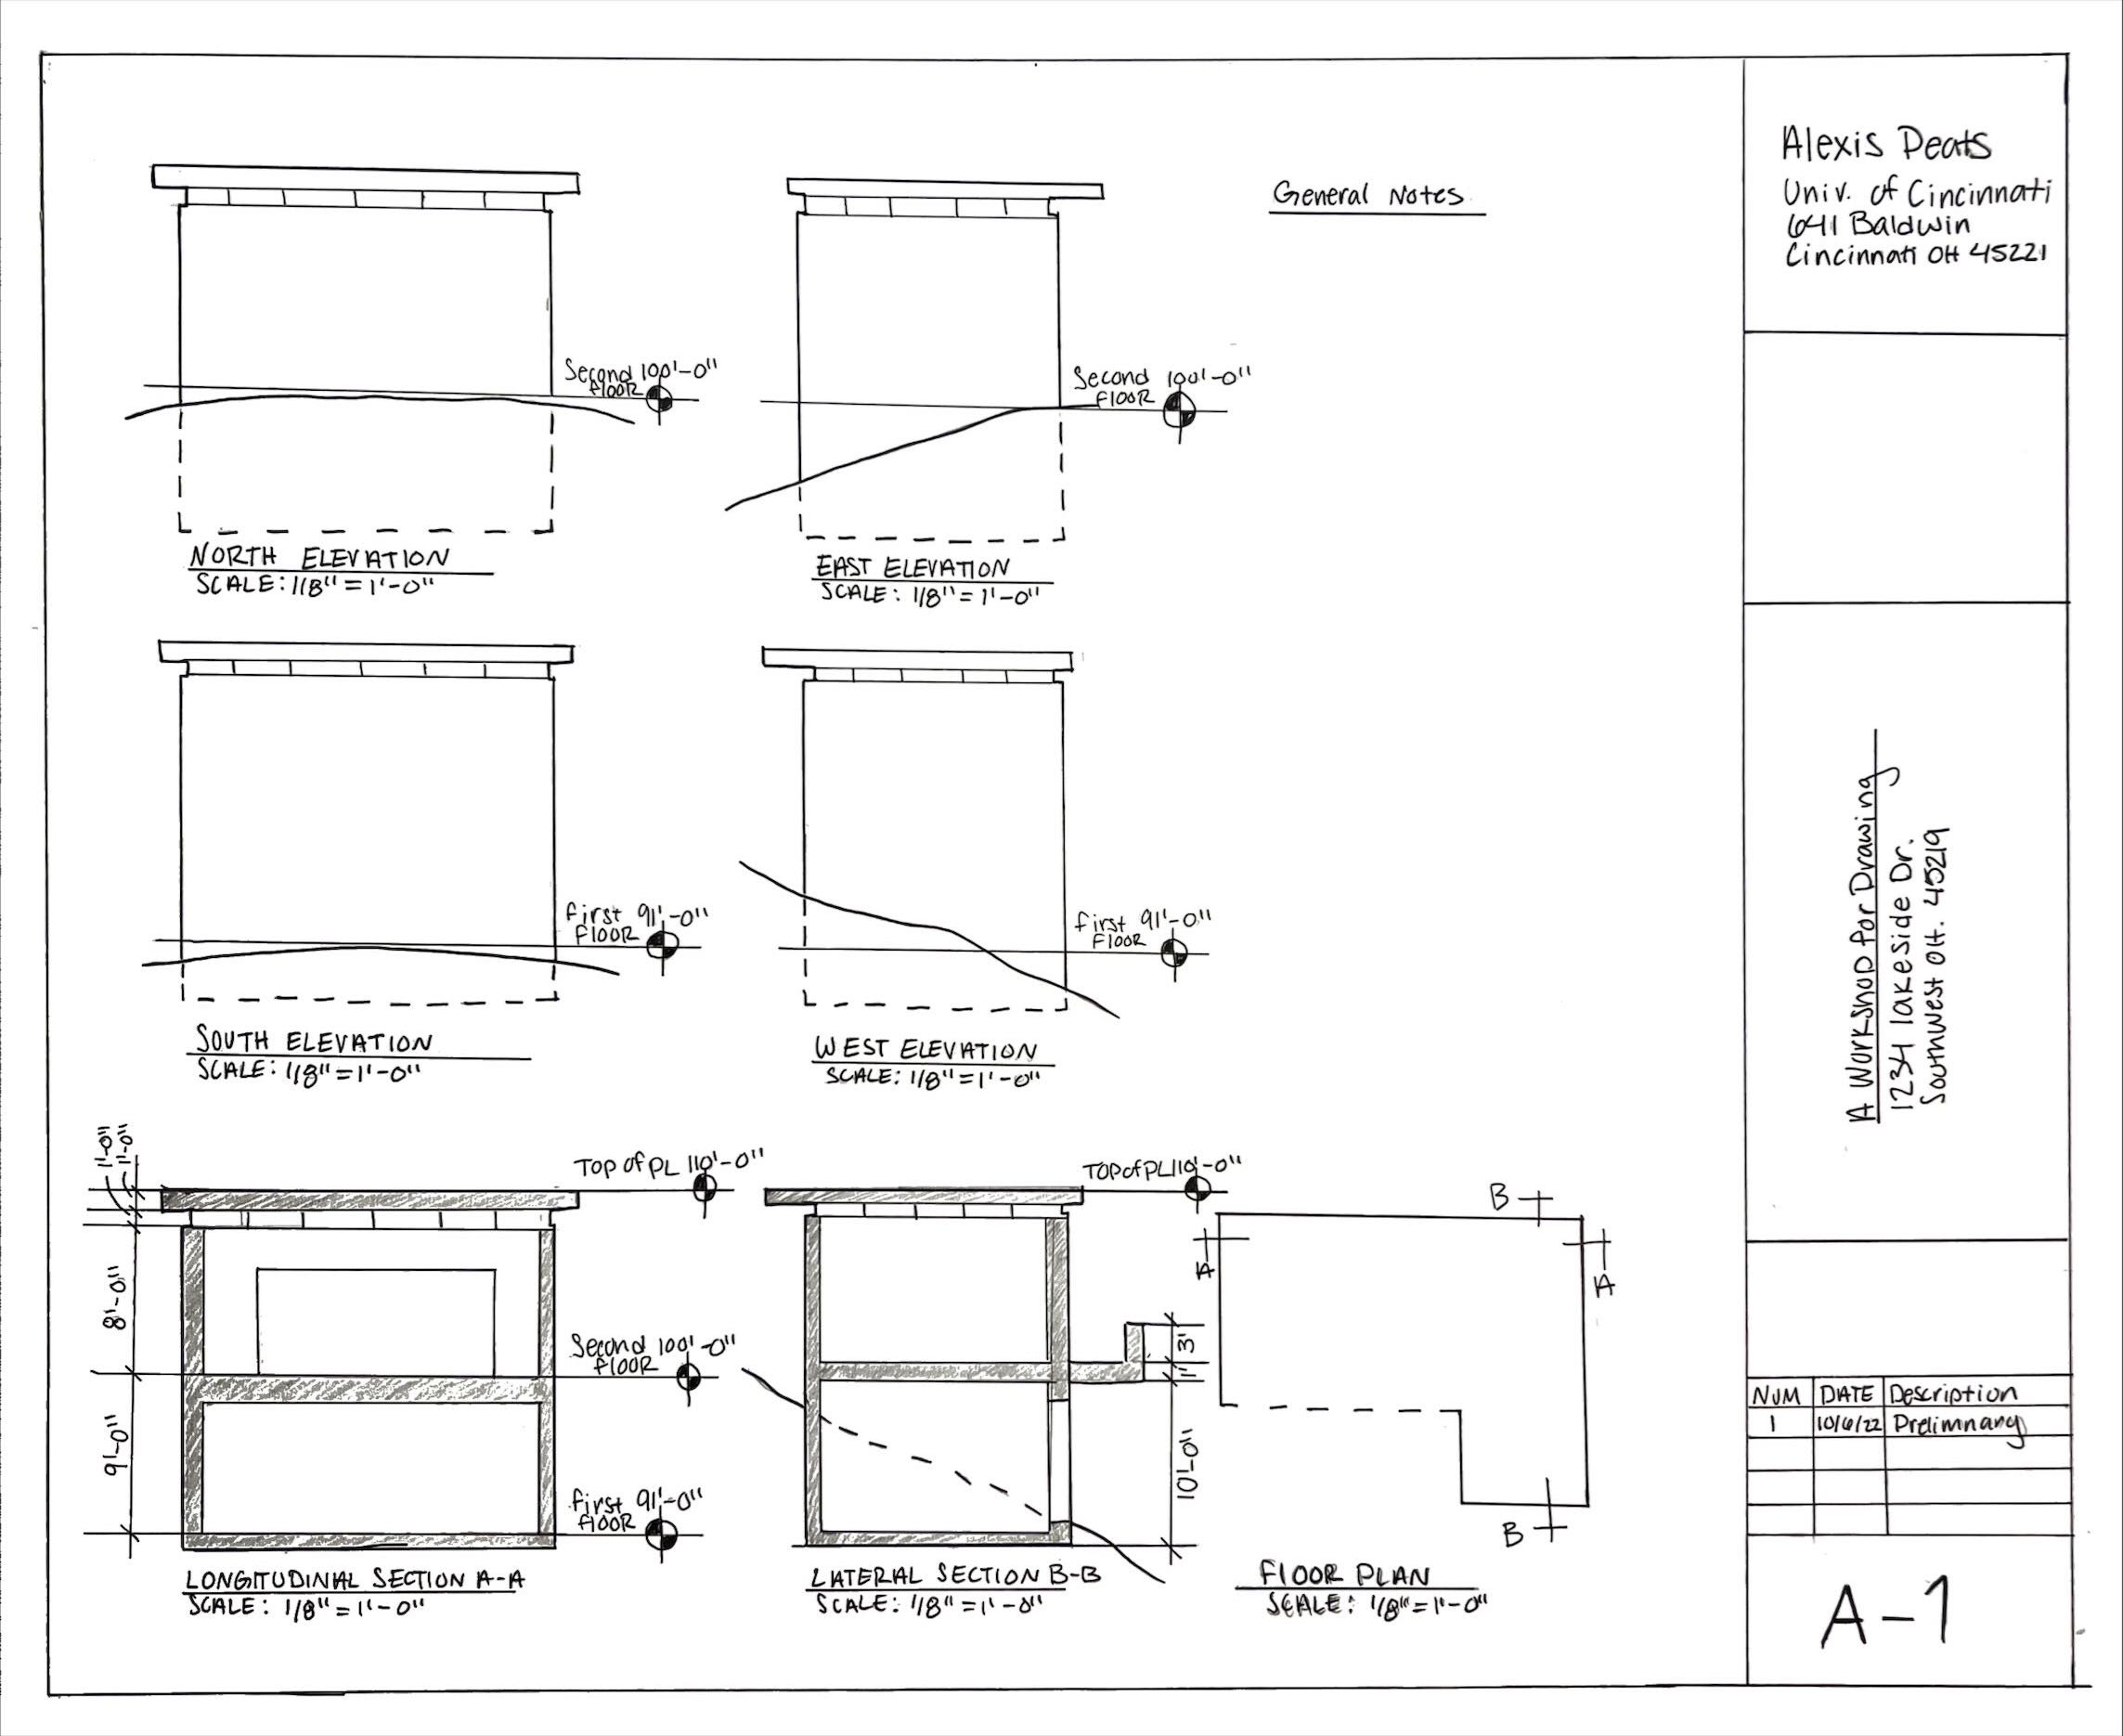 General Notes
Alexis Deats
Univ. of Cincinnati
641 Baldwin
Cincinnati OH 45221
Second 100'-0"
flOOR
NORTH ELEVATION
SCALE: 1/8" = 1'-0"
Second 100'-0"
flOOR
EAST ELEVATION
SCALE: 1/8" = 1'-0"
first 91'-0"
flOOR
SOUTH ELEVATION
SCALE: 1/8" = 1'-0"
first 91'-0"
flOOR
WEST ELEVATION
SCALE: 1/8" = 1'-0"
A Workshop for Drawing
1234 lakeside Dr.
Southwest OH. 45219
1'-0"
1'-0"
8'-0"
9'-0"
Top of PL 110'-0"
Second 100'-0"
flOOR
first 91'-0"
flOOR
LONGITUDINAL SECTION A-A
SCALE: 1/8" = 1'-0"
TOP of PL 110'-0"
3'
1'
10'-0"
LATERAL SECTION B-B
SCALE: 1/8" = 1'-0"
B
A
A
B
flOOR PLAN
SCALE: 1/8" = 1'-0"
NUM DATE Description
1 10/6/22 Prelimnary
A-1